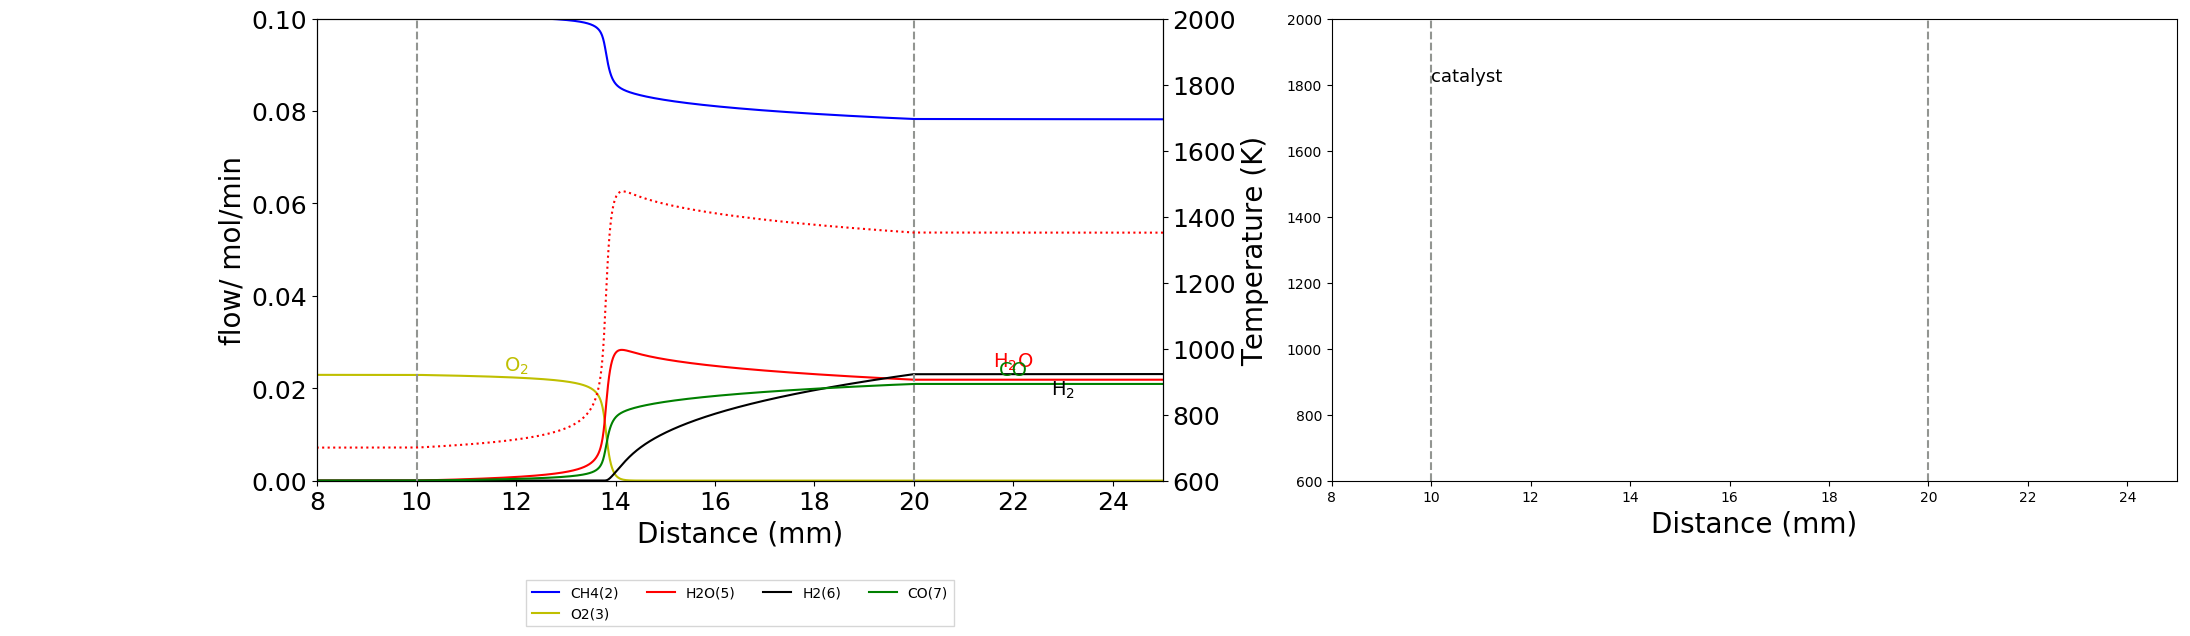 0.10
0.08
0.06
0.04
0.02
0.00
flow/ mol/min
8 10 12 14 16 18 20 22 24
Distance (mm)
2000
1800
1600
1400
1200
1000
800
600
Temperature (K)
O₂
H₂O
CO
H₂
CH4(2) H2O(5) H2(6) CO(7)
O2(3)
2000
1800
1600
1400
1200
1000
800
600
catalyst
8 10 12 14 16 18 20 22 24
Distance (mm)